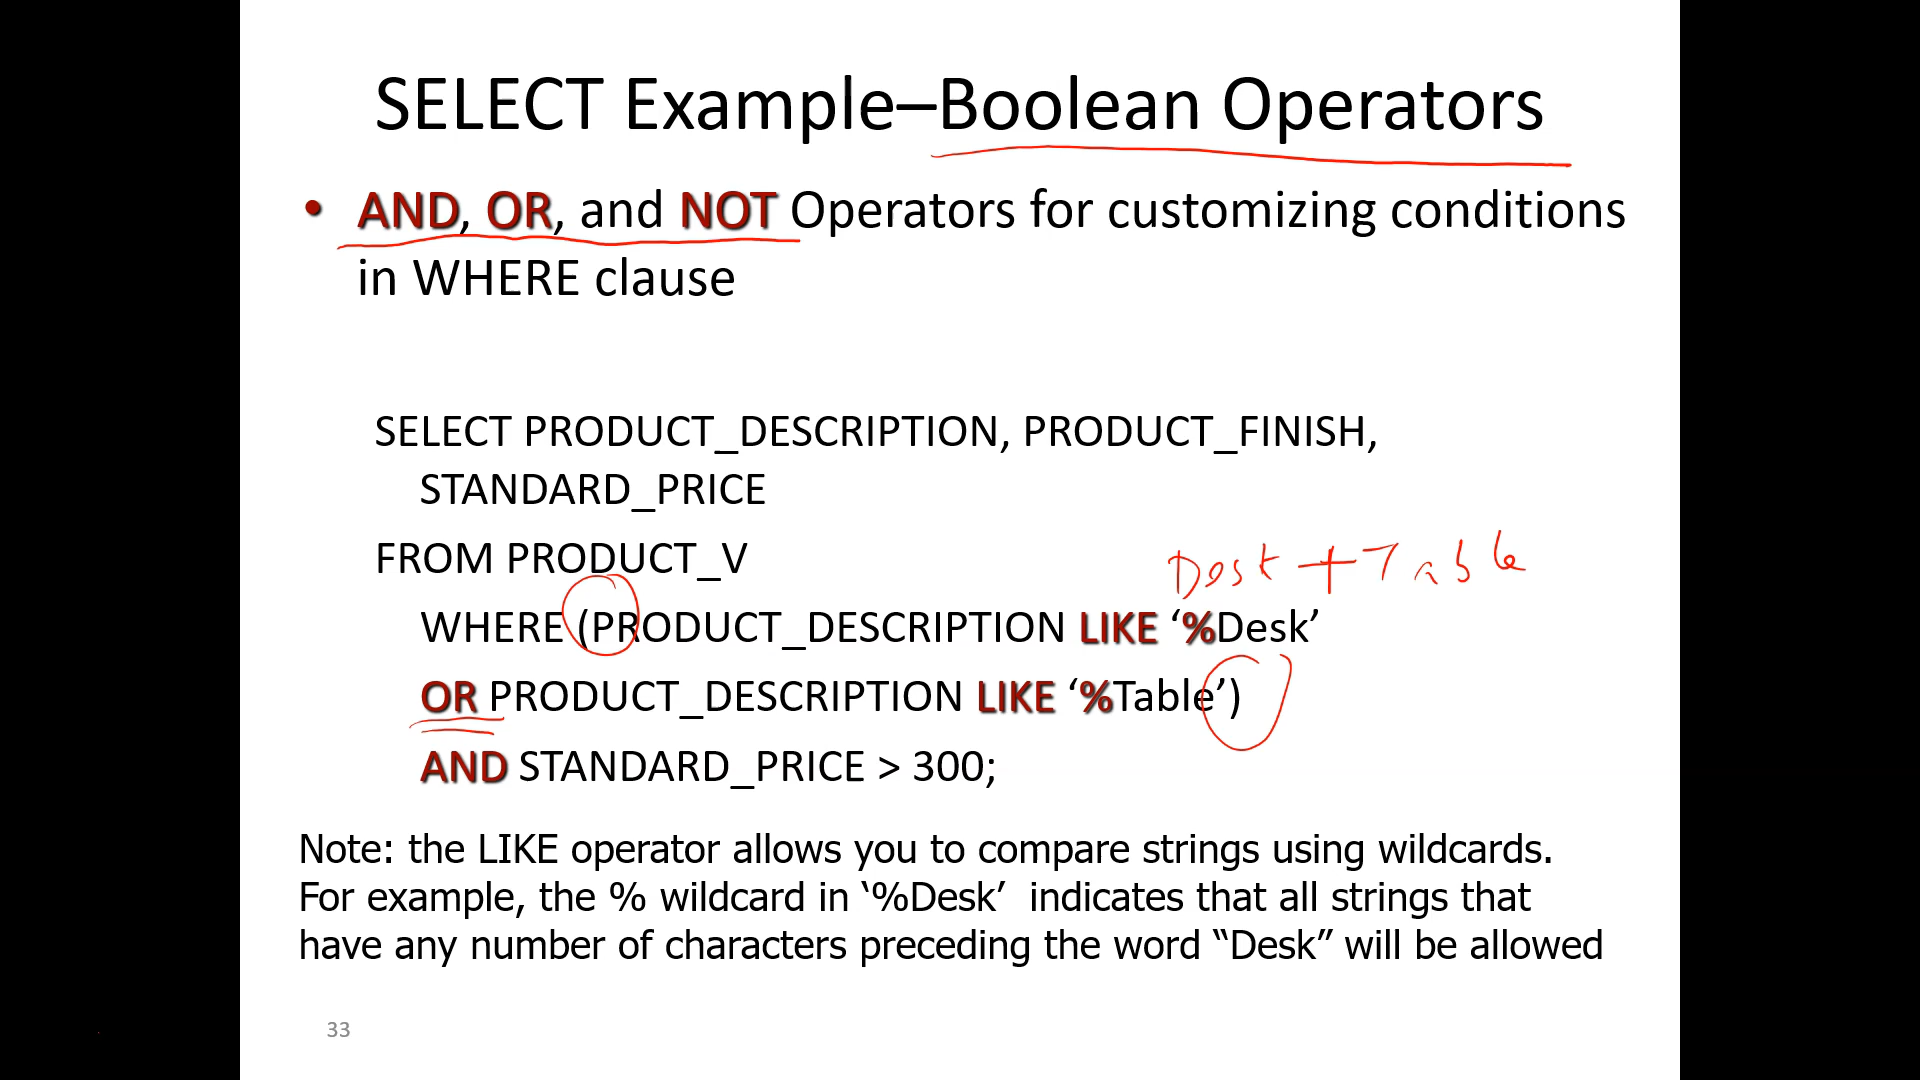 SELECT Example–Boolean Operators
• AND, OR, and NOT Operators for customizing conditions
in WHERE clause
SELECT PRODUCT_DESCRIPTION, PRODUCT_FINISH,
STANDARD_PRICE
FROM PRODUCT_V
Desk + Table
WHERE (PRODUCT_DESCRIPTION LIKE ‘%Desk’
OR PRODUCT_DESCRIPTION LIKE ‘%Table’)
AND STANDARD_PRICE > 300;
Note: the LIKE operator allows you to compare strings using wildcards.
For example, the % wildcard in ‘%Desk’ indicates that all strings that
have any number of characters preceding the word “Desk” will be allowed
33